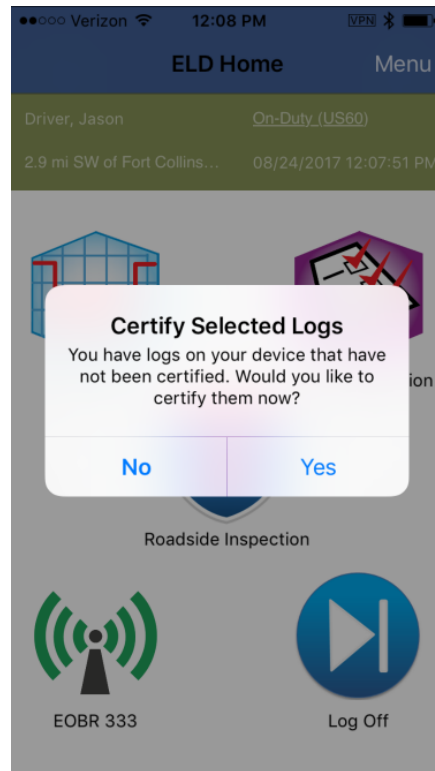 Verizon 12:08 PM VPN
ELD Home Menu
Driver, Jason On-Duty (US60)
2.9 mi SW of Fort Collins... 08/24/2017 12:07:51 PM
Certify Selected Logs
You have logs on your device that have
not been certified. Would you like to
certify them now?
No Yes
Roadside Inspection
EOBR 333 Log Off